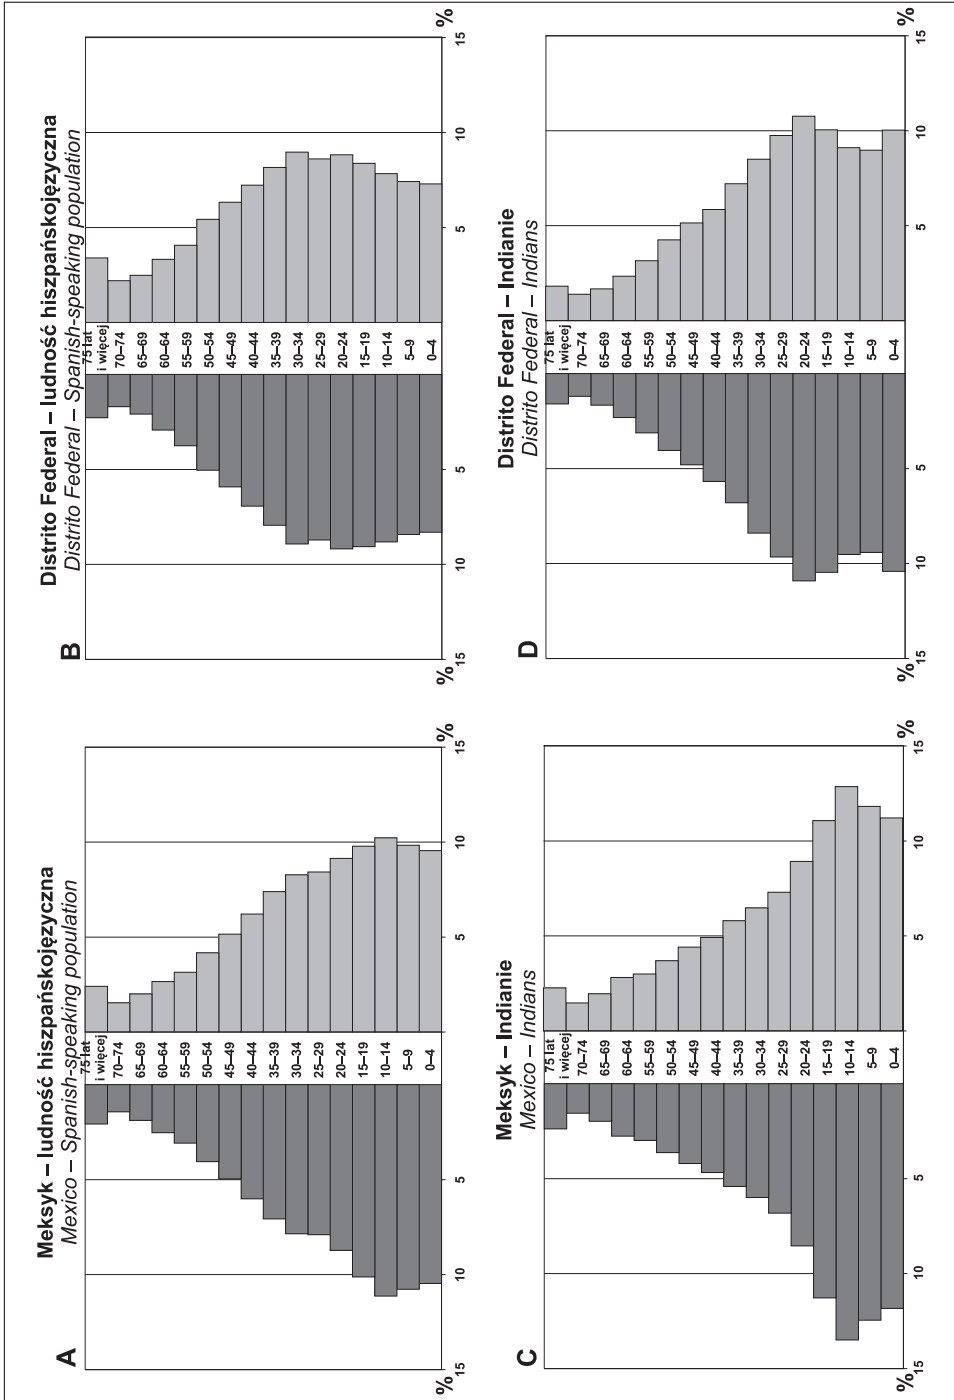 A
Meksyk – ludność hiszpańskojęzyczna
Mexico – Spanish-speaking population
75 lat
i więcej
70–74
65–69
60–64
55–59
50–54
45–49
40–44
35–39
30–34
25–29
20–24
15–19
10–14
5–9
0–4
% 15 10 5 5 10 15 %
B
Distrito Federal – ludność hiszpańskojęzyczna
Distrito Federal – Spanish-speaking population
75 lat
i więcej
70–74
65–69
60–64
55–59
50–54
45–49
40–44
35–39
30–34
25–29
20–24
15–19
10–14
5–9
0–4
% 15 10 5 5 10 15 %
C
Meksyk – Indianie
Mexico – Indians
75 lat
i więcej
70–74
65–69
60–64
55–59
50–54
45–49
40–44
35–39
30–34
25–29
20–24
15–19
10–14
5–9
0–4
% 15 10 5 5 10 15 %
D
Distrito Federal – Indianie
Distrito Federal – Indians
75 lat
i więcej
70–74
65–69
60–64
55–59
50–54
45–49
40–44
35–39
30–34
25–29
20–24
15–19
10–14
5–9
0–4
% 15 10 5 5 10 15 %